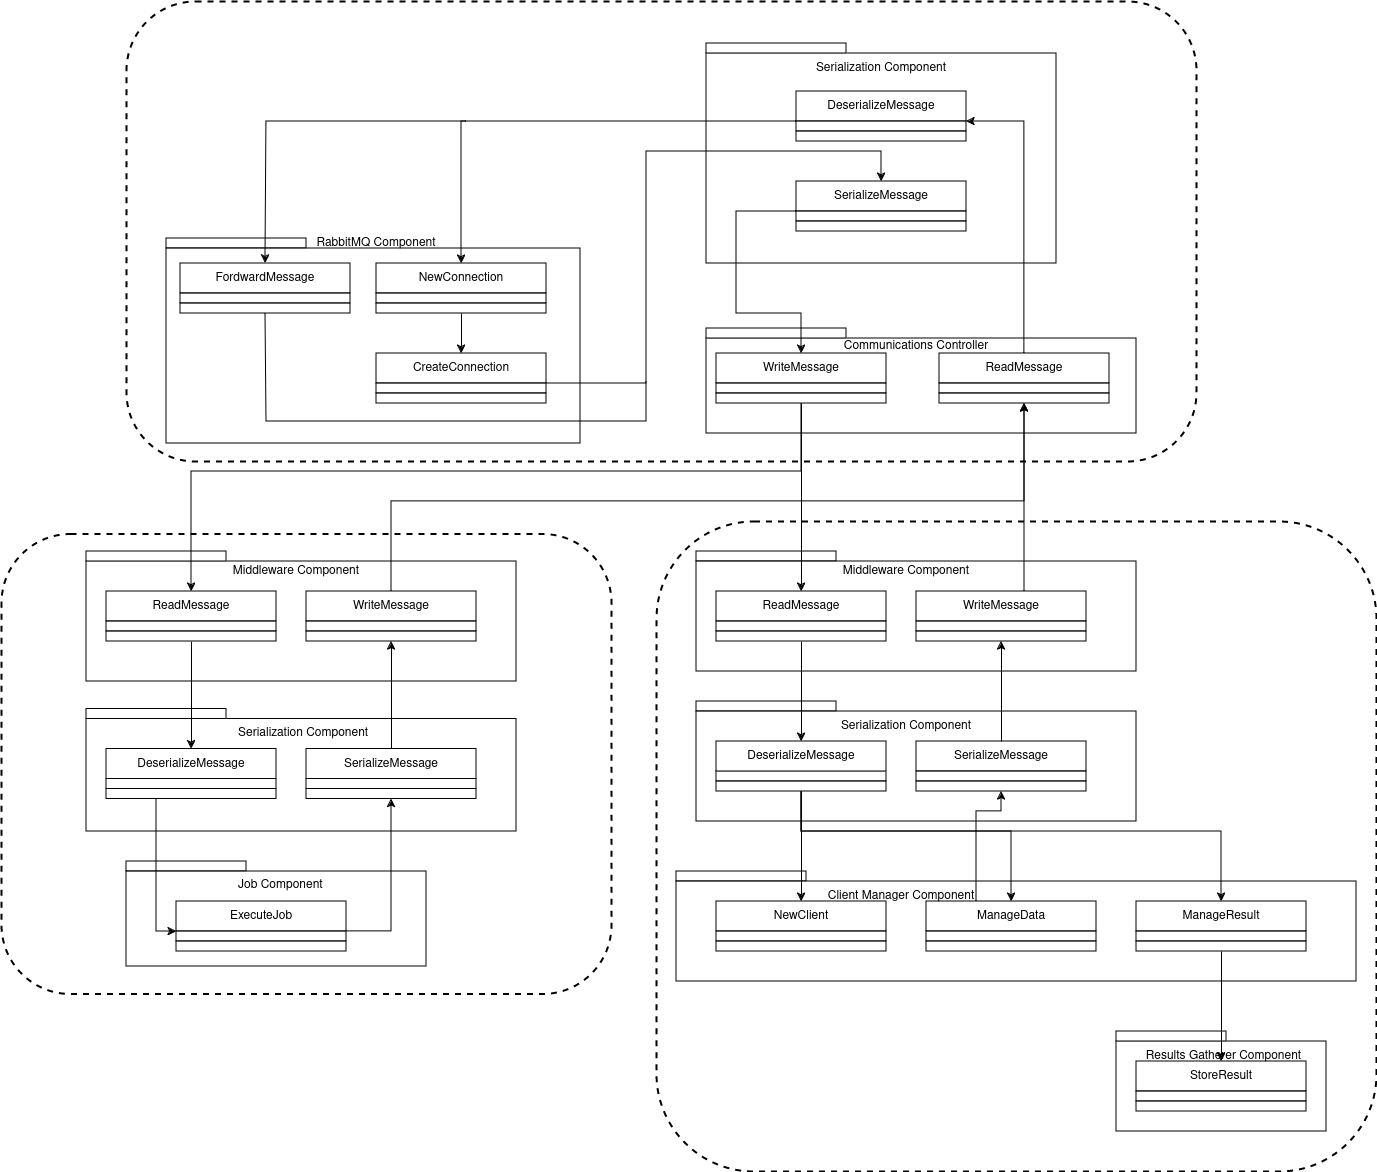 Serialization Component
DeserializeMessage
SerializeMessage
RabbitMQ Component
FordwardMessage
NewConnection
CreateConnection
Communications Controller
WriteMessage
ReadMessage
Middleware Component
ReadMessage
WriteMessage
Serialization Component
DeserializeMessage
SerializeMessage
Job Component
ExecuteJob
Middleware Component
ReadMessage
WriteMessage
Serialization Component
DeserializeMessage
SerializeMessage
Client Manager Component
NewClient
ManageData
ManageResult
Results Gatherer Component
StoreResult